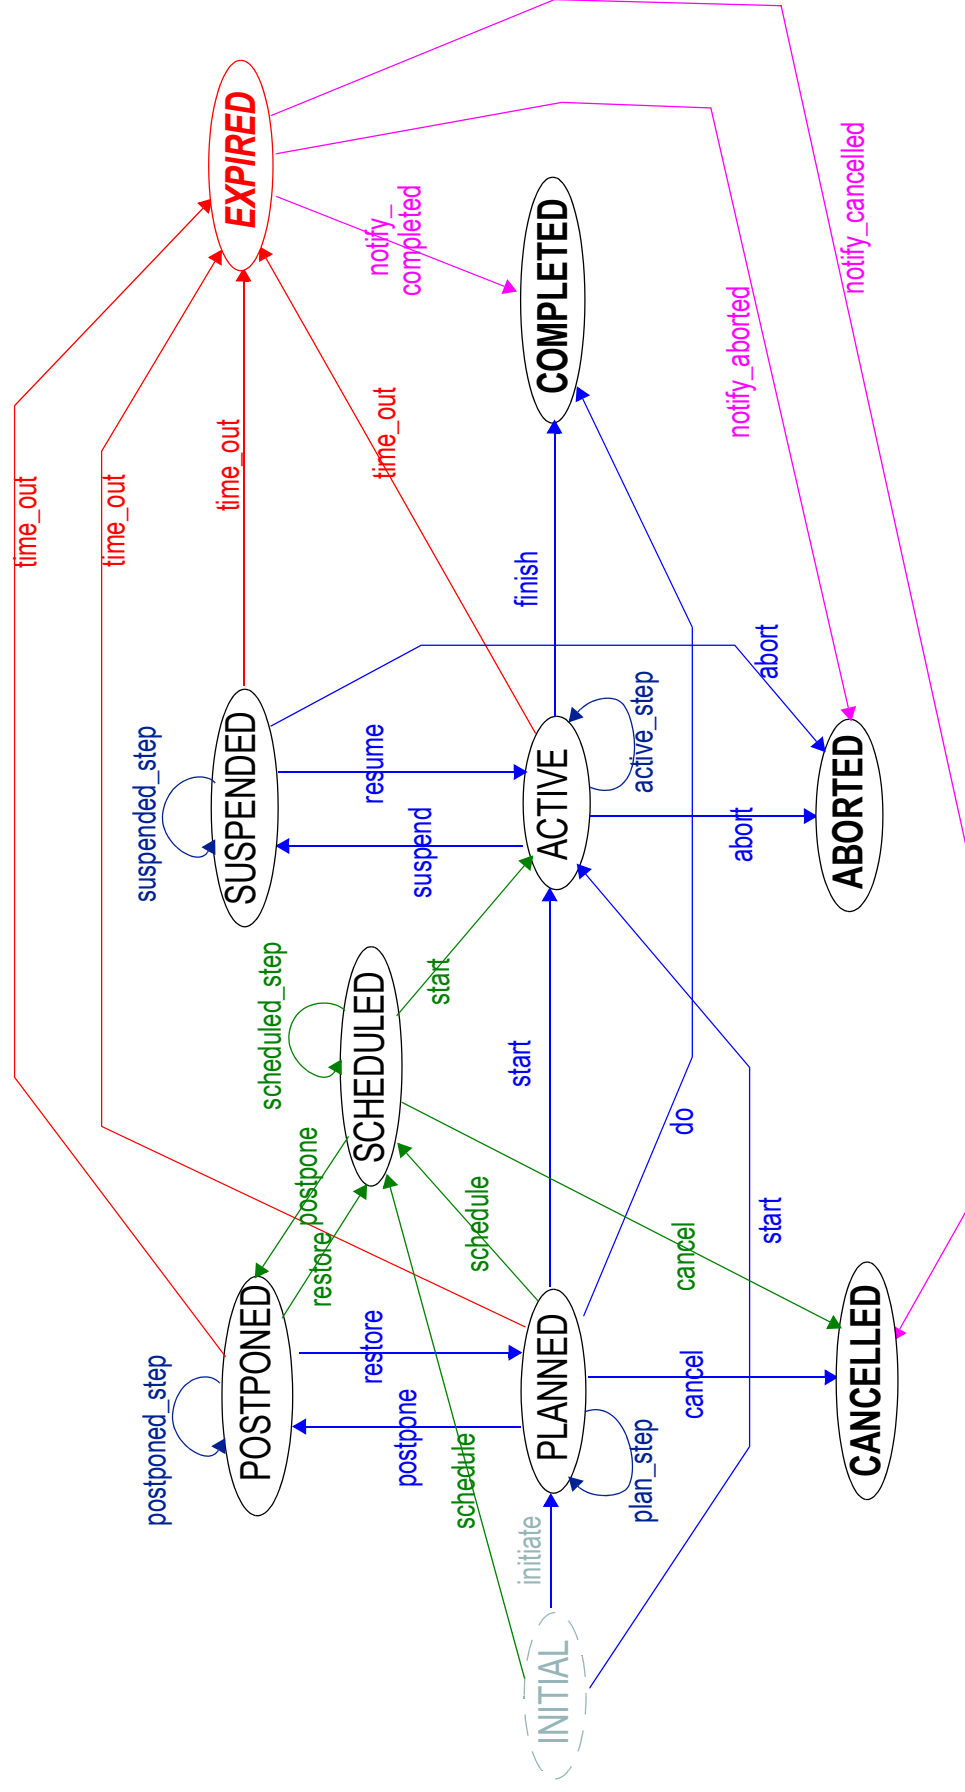 time_out
time_out
postponed_step
suspended_step
time_out
POSTPONED
SUSPENDED
EXPIRED
scheduled_step
restore
postpone
SCHEDULED
restore
resume
time_out
notify_
completed
postpone
suspend
start
schedule
schedule
initiate
start
finish
INITIAL
PLANNED
ACTIVE
COMPLETED
plan_step
active_step
cancel
cancel
do
abort
notify_aborted
start
abort
CANCELLED
ABORTED
notify_cancelled